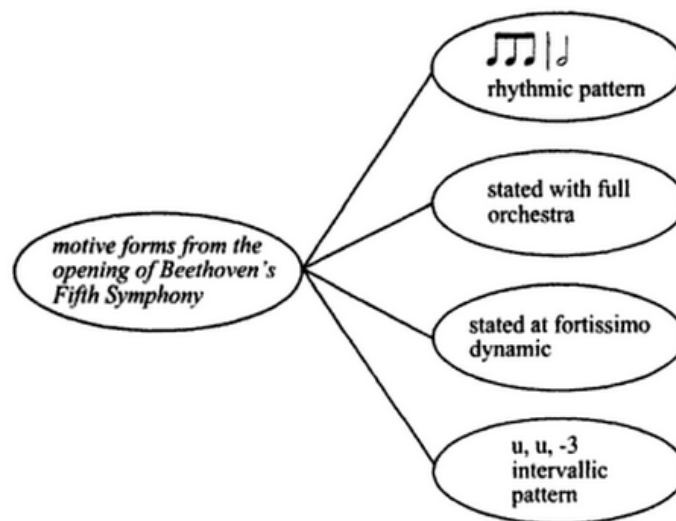 rhythmic pattern
stated with full
orchestra
motive forms from the
opening of Beethoven's
Fifth Symphony
stated at fortissimo
dynamic
u, u, -3
intervallic
pattern